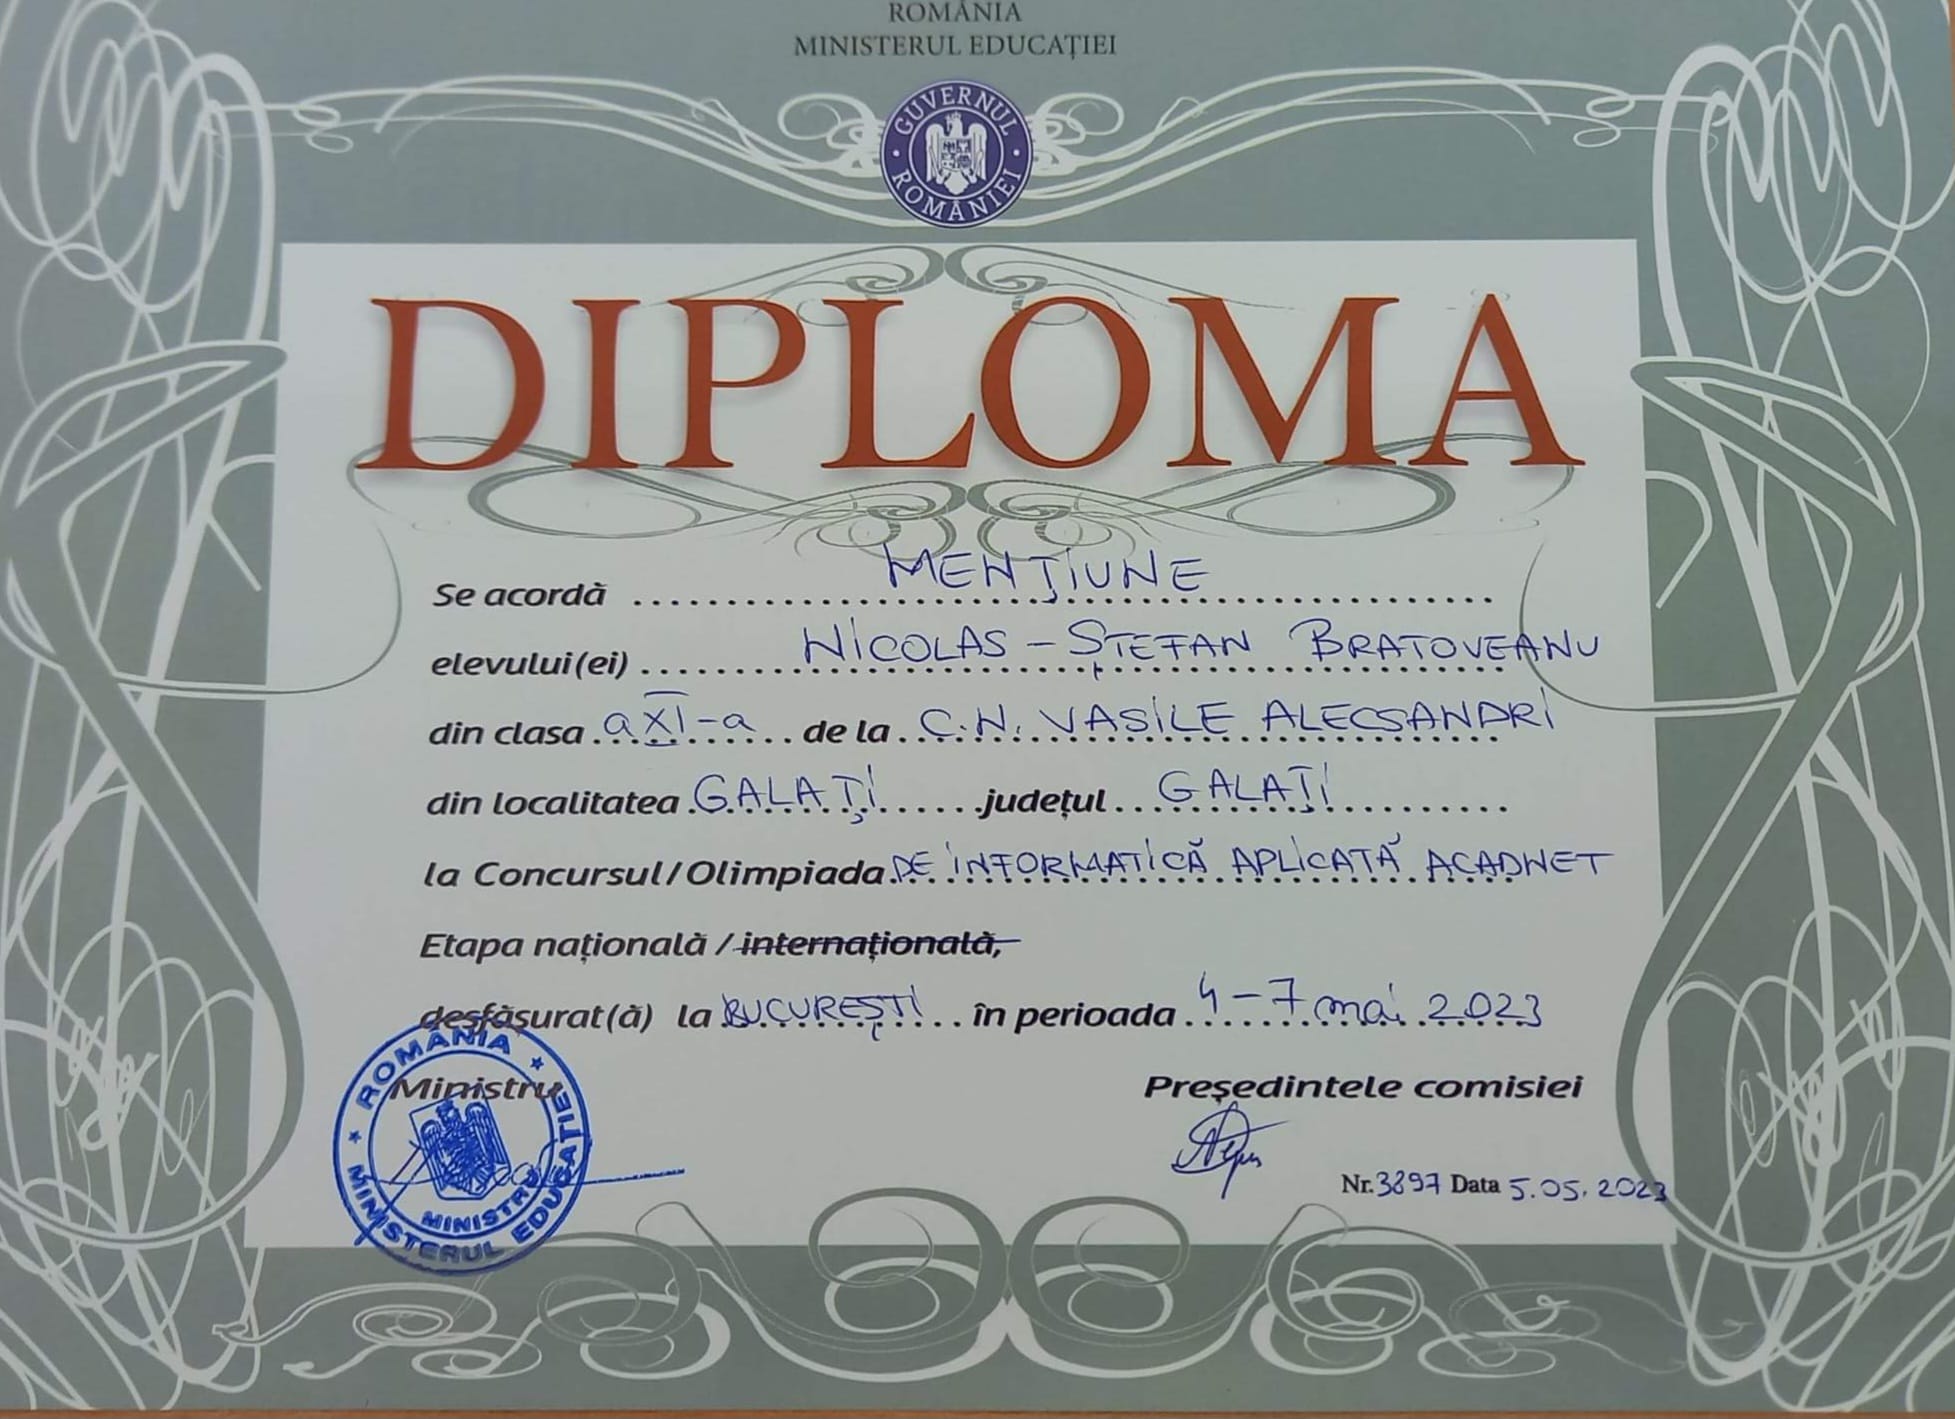 ROMÂNIA
MINISTERUL EDUCAȚIEI
GUVERNUL ROMÂNIEI
DIPLOMA
Se acordă MENȚIUNE
elevului(ei) NICOLAS - ȘTEFAN BRATOVEANU
din clasa a XI-a de la C.N. VASILE ALECSANDRI
din localitatea GALAȚI județul GALAȚI
la Concursul/Olimpiada DE INFORMATICĂ APLICATĂ ACADNET
Etapa națională / internațională,
desfășurat(ă) la BUCUREȘTI în perioada 4-7 mai 2023
Ministru
Președintele comisiei
ROMÂNIA * MINISTERUL EDUCAȚIEI *
MINISTRU
Nr. 3897 Data 5.05.2023